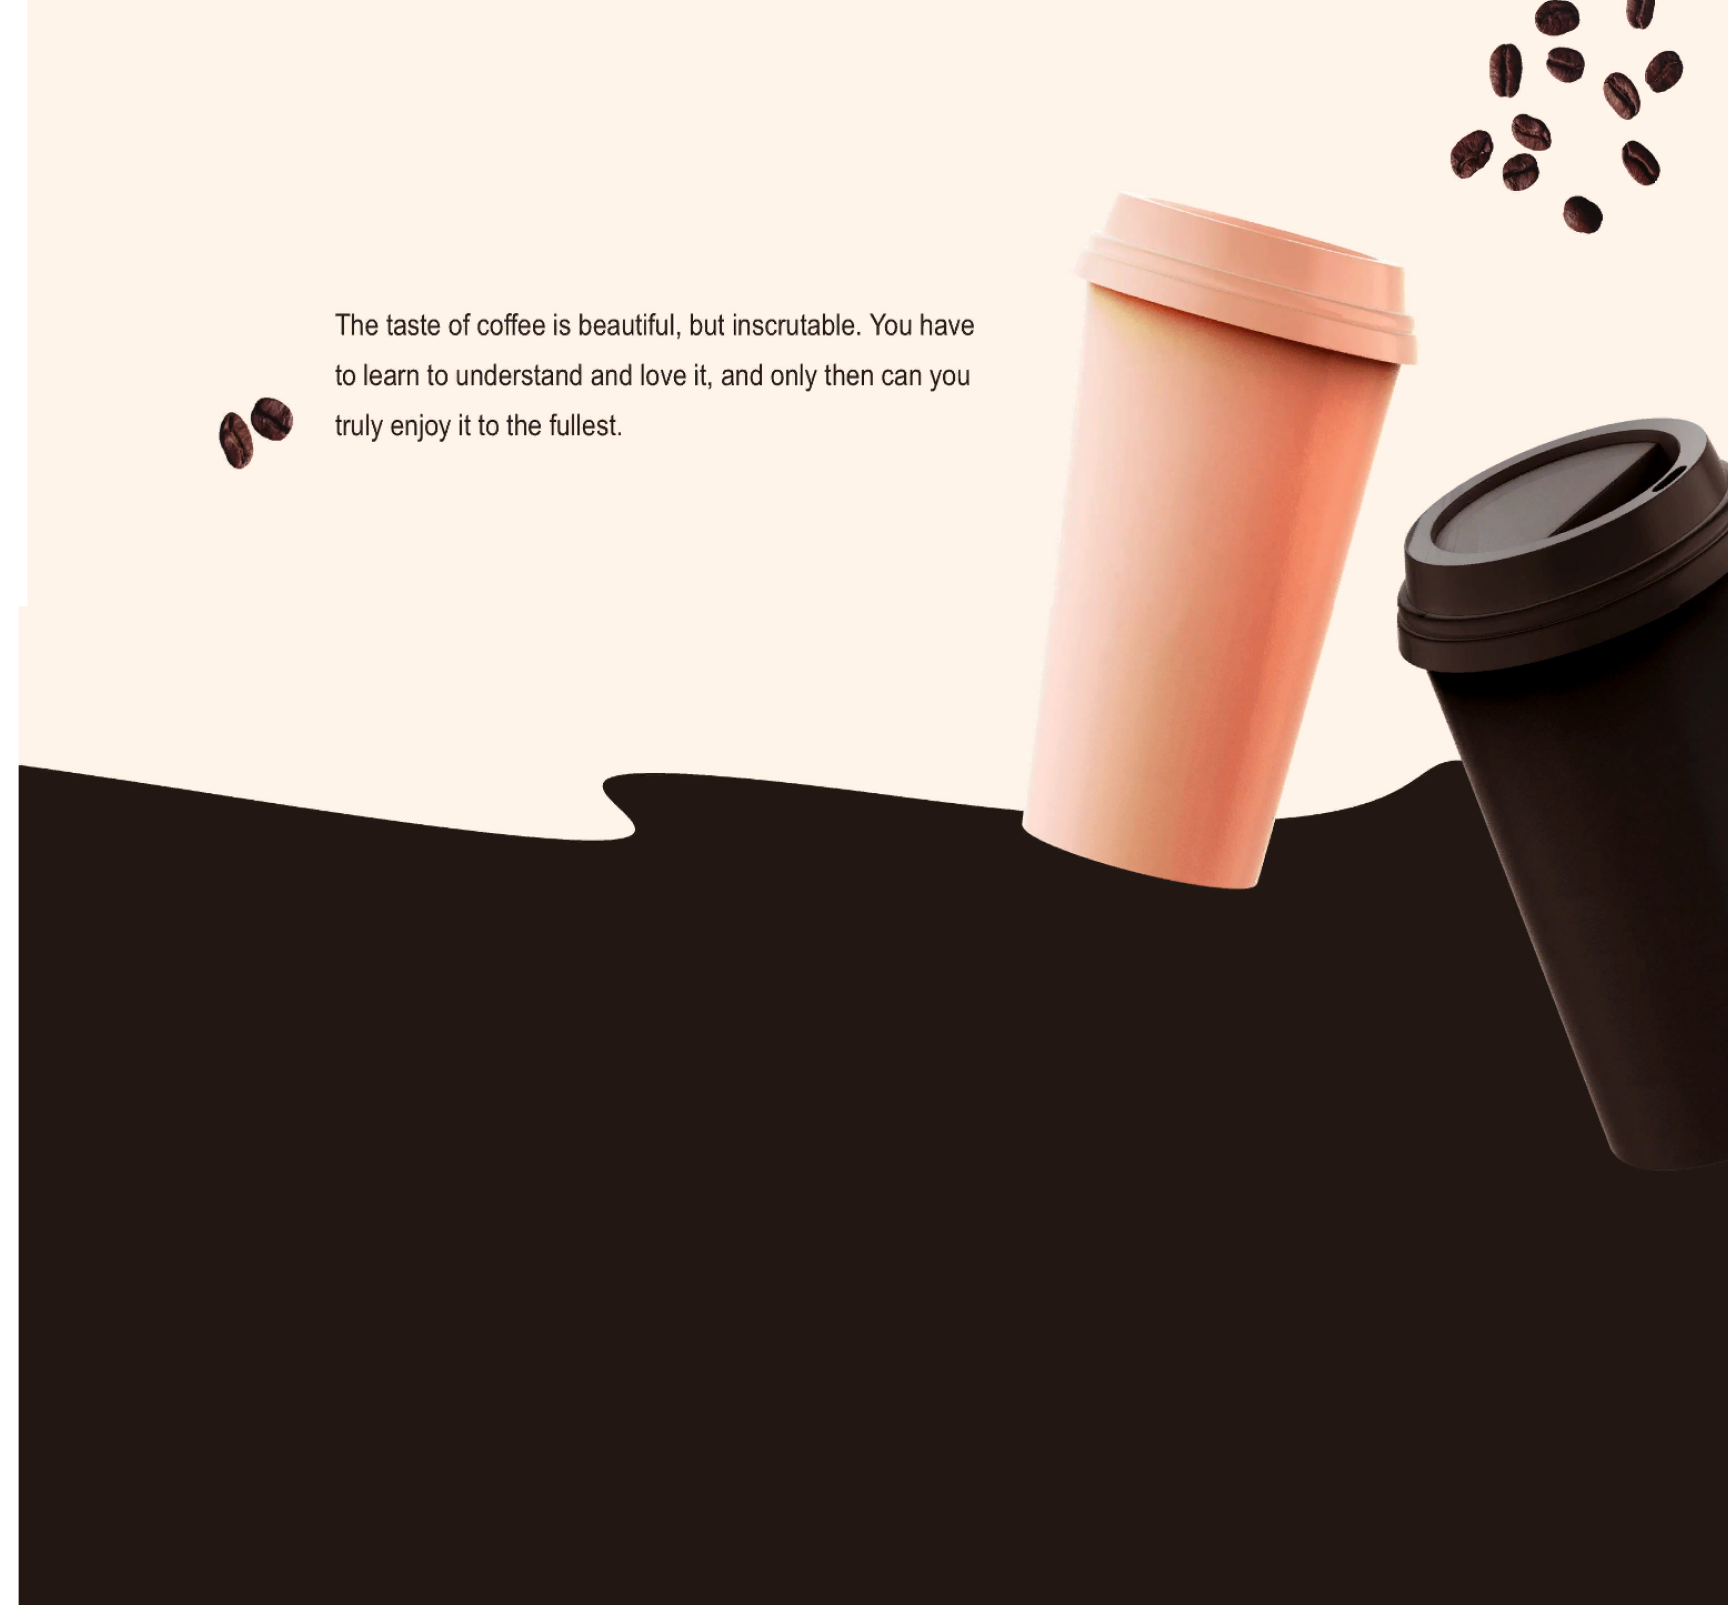 The taste of coffee is beautiful, but inscrutable. You have
to learn to understand and love it, and only then can you
truly enjoy it to the fullest.